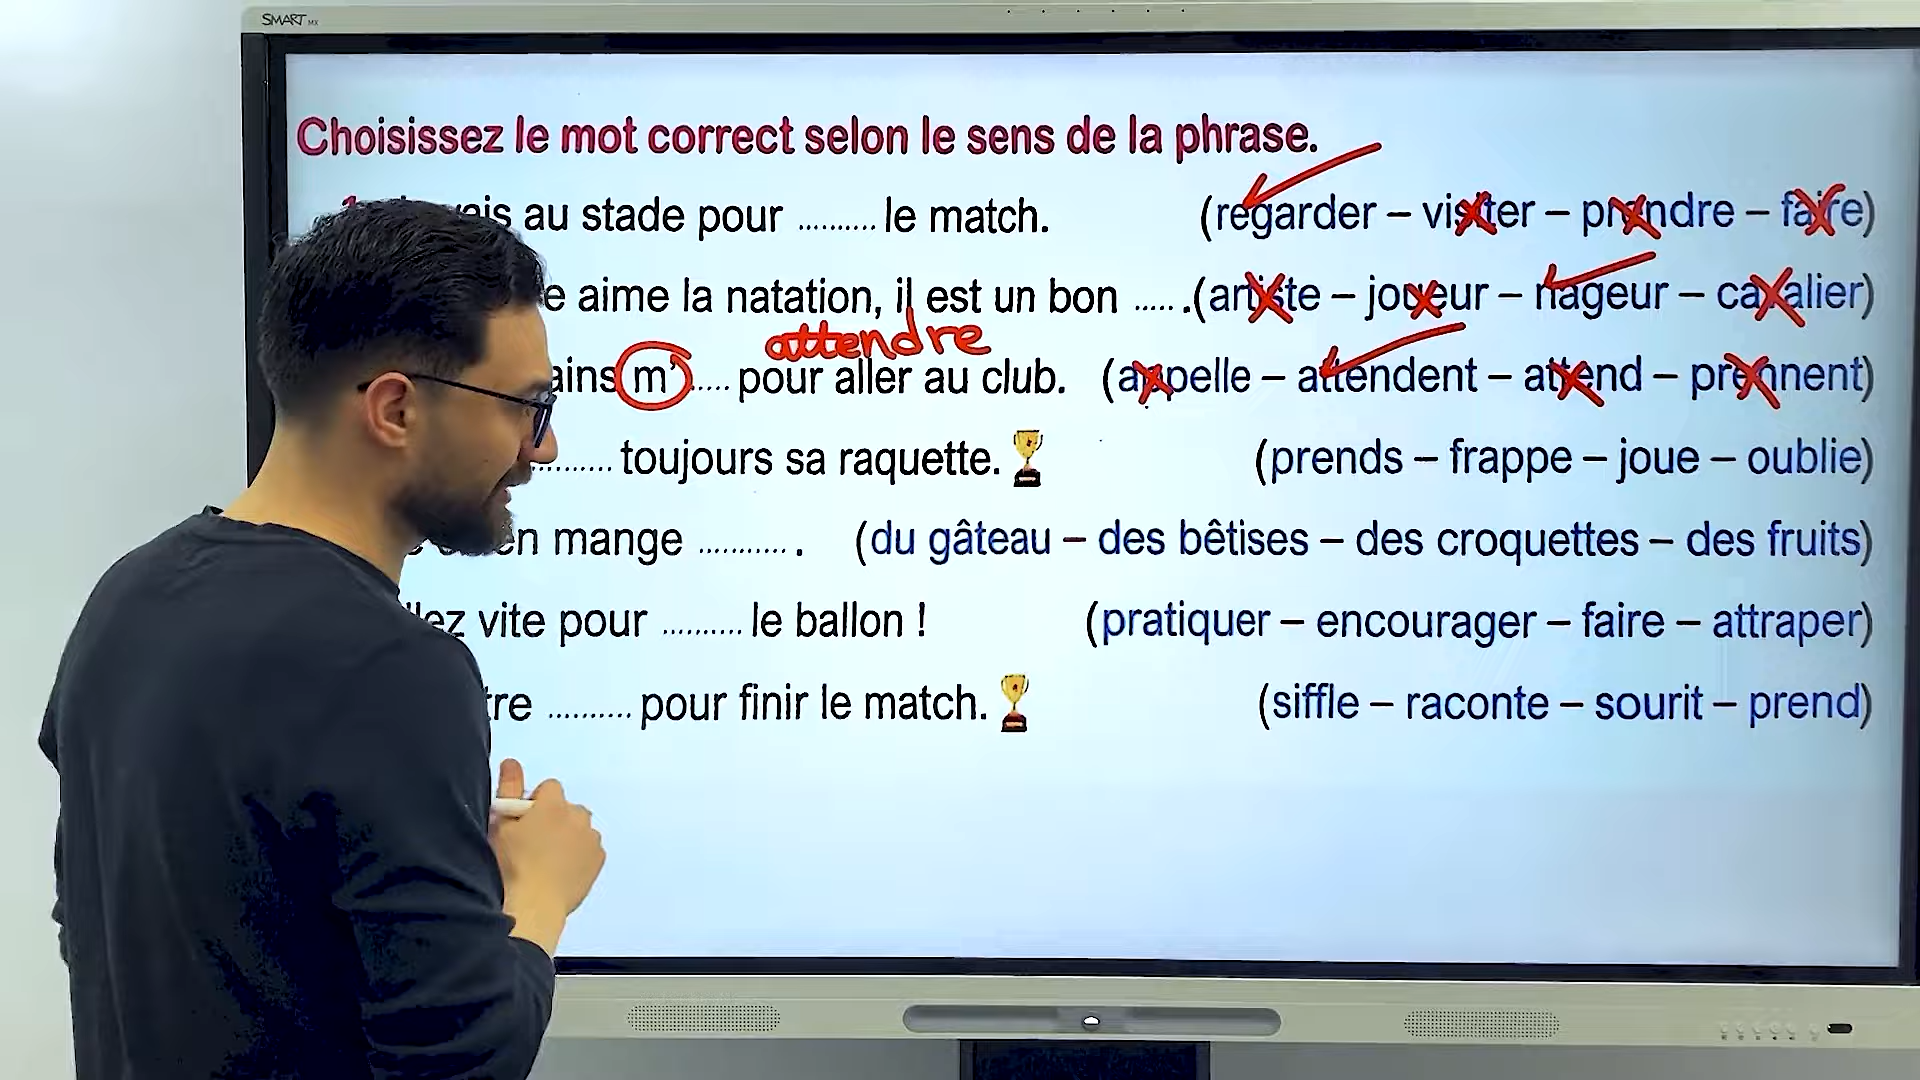 SMART MX
Choisissez le mot correct selon le sens de la phrase.
au stade pour .......... le match. (regarder – visiter – prendre – faire)
aime la natation, il est un bon ..... .(artiste – joueur – nageur – cavalier)
attendre
m' ..... pour aller au club. (appelle – attendent – attend – prennent)
.......... toujours sa raquette. (prends – frappe – joue – oublie)
mange ........... . (du gâteau – des bêtises – des croquettes – des fruits)
vite pour .......... le ballon ! (pratiquer – encourager – faire – attraper)
.......... pour finir le match. (siffle – raconte – sourit – prend)